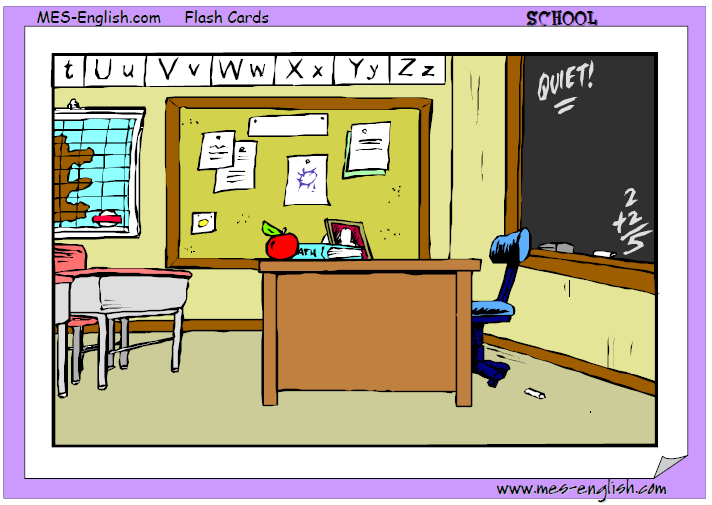 MES-English.com Flash Cards SCHOOL
t U u V v W w X x Y y Z z
QUIET!
2
+2
5
www.mes-english.com